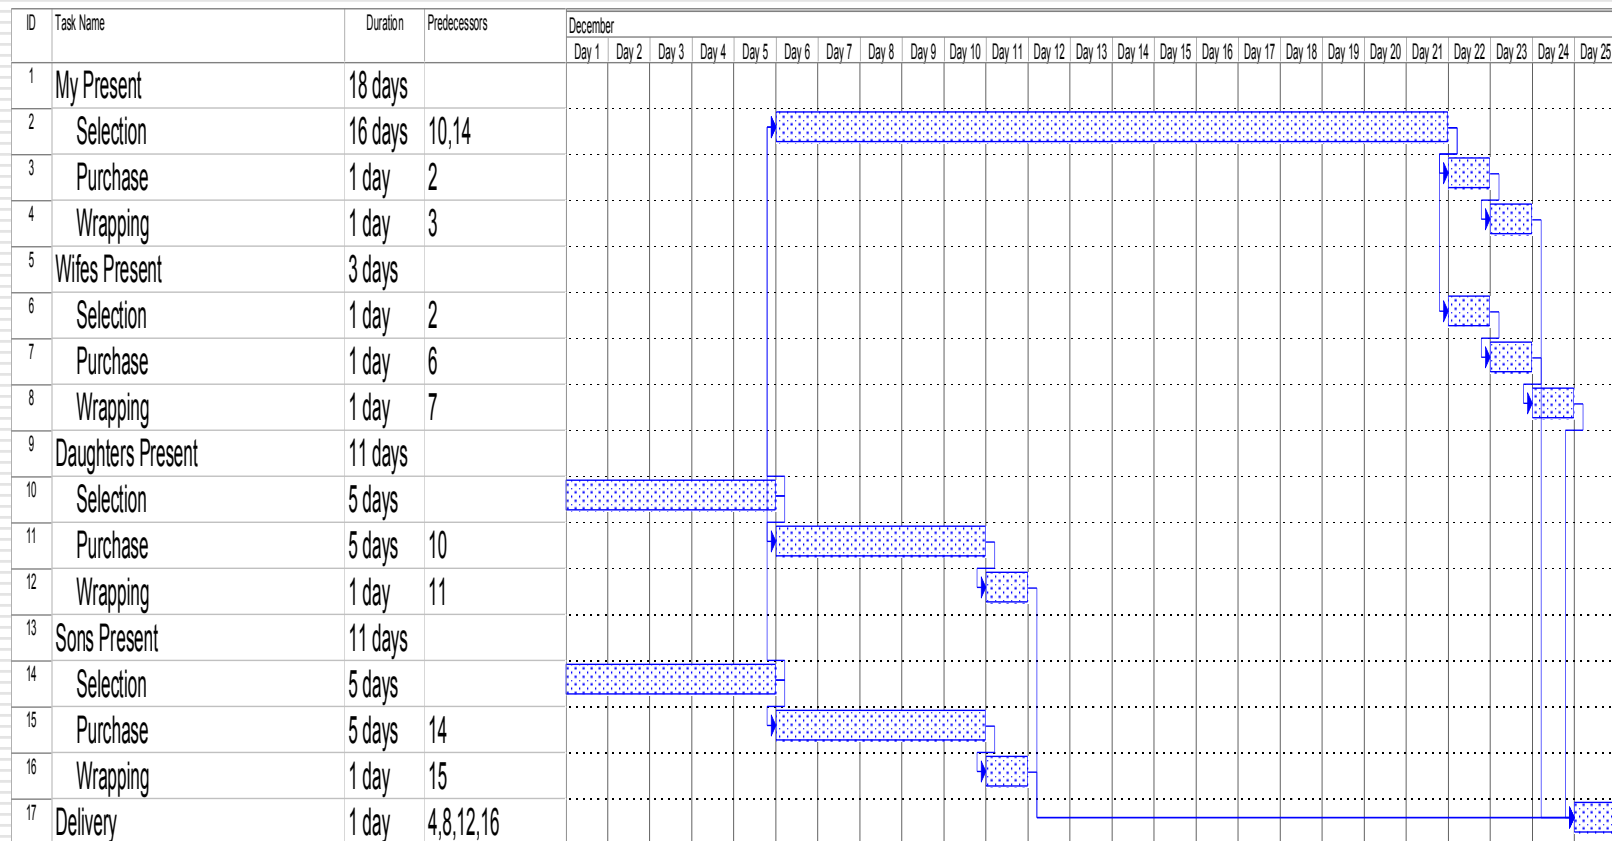 ID Task Name Duration Predecessors December
Day 1 Day 2 Day 3 Day 4 Day 5 Day 6 Day 7 Day 8 Day 9 Day 10 Day 11 Day 12 Day 13 Day 14 Day 15 Day 16 Day 17 Day 18 Day 19 Day 20 Day 21 Day 22 Day 23 Day 24 Day 25
1 My Present 18 days
2 Selection 16 days 10,14
3 Purchase 1 day 2
4 Wrapping 1 day 3
5 Wifes Present 3 days
6 Selection 1 day 2
7 Purchase 1 day 6
8 Wrapping 1 day 7
9 Daughters Present 11 days
10 Selection 5 days
11 Purchase 5 days 10
12 Wrapping 1 day 11
13 Sons Present 11 days
14 Selection 5 days
15 Purchase 5 days 14
16 Wrapping 1 day 15
17 Delivery 1 day 4,8,12,16